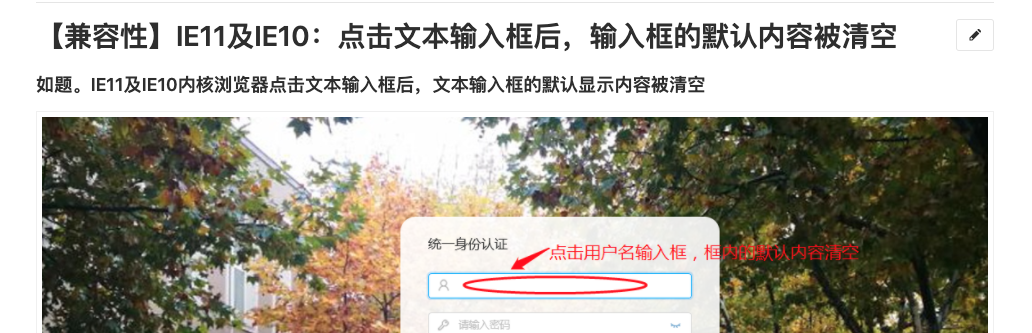 【兼容性】IE11及IE10：点击文本输入框后，输入框的默认内容被清空
如题。IE11及IE10内核浏览器点击文本输入框后，文本输入框的默认显示内容被清空
统一身份认证
点击用户名输入框，框内的默认内容清空
请输入密码